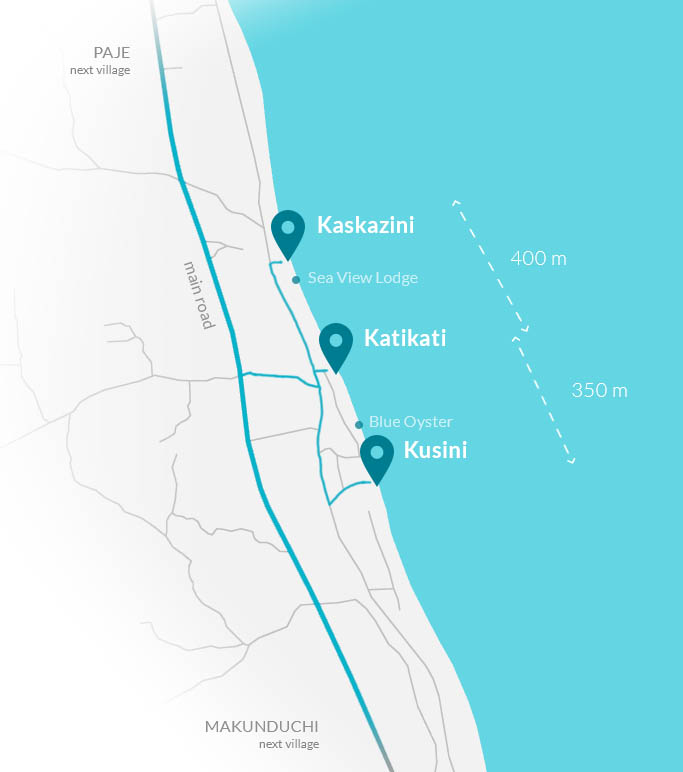 PAJE
next village
Kaskazini
400 m
Sea View Lodge
main road
Katikati
350 m
Blue Oyster
Kusini
MAKUNDUCHI
next village